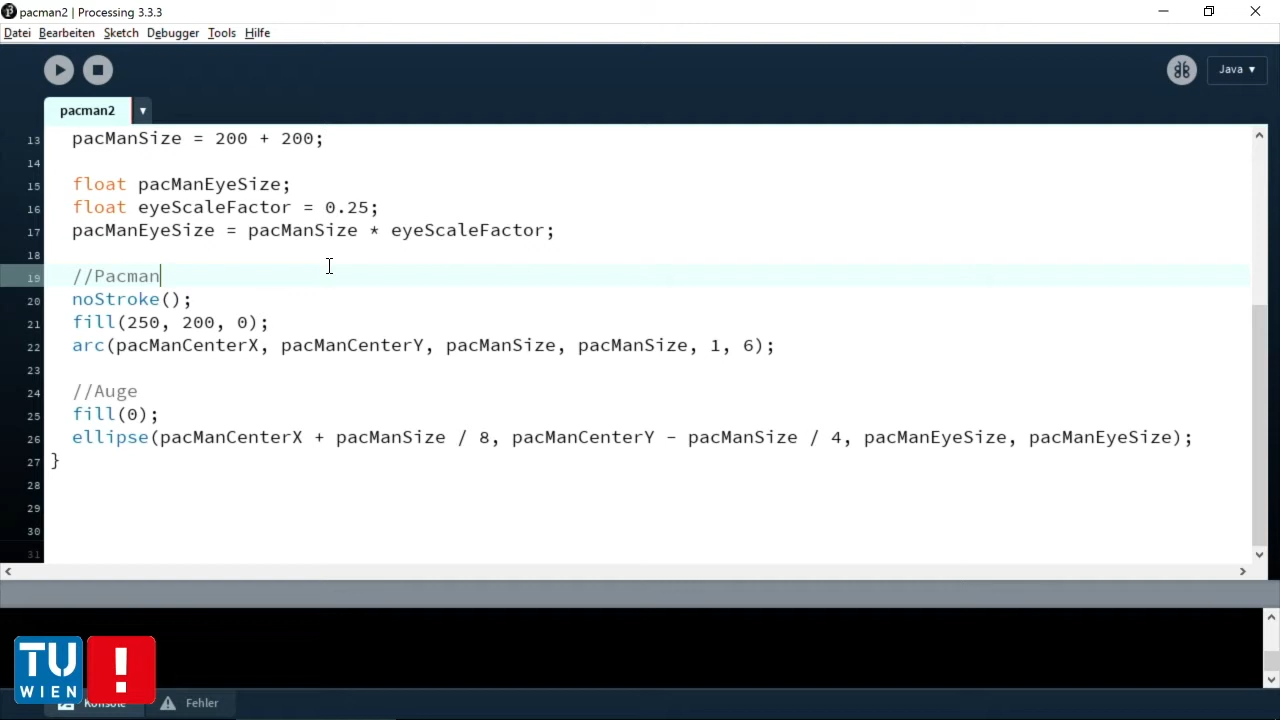 pacman2 | Processing 3.3.3
Datei Bearbeiten Sketch Debugger Tools Hilfe
Java ▾
pacman2 ▾
13 pacManSize = 200 + 200;
14
15 float pacManEyeSize;
16 float eyeScaleFactor = 0.25;
17 pacManEyeSize = pacManSize * eyeScaleFactor;
18
19 //Pacman
20 noStroke();
21 fill(250, 200, 0);
22 arc(pacManCenterX, pacManCenterY, pacManSize, pacManSize, 1, 6);
23
24 //Auge
25 fill(0);
26 ellipse(pacManCenterX + pacManSize / 8, pacManCenterY - pacManSize / 4, pacManEyeSize, pacManEyeSize);
27 }
28
29
30
31
TU
WIEN
!
Konsole Fehler